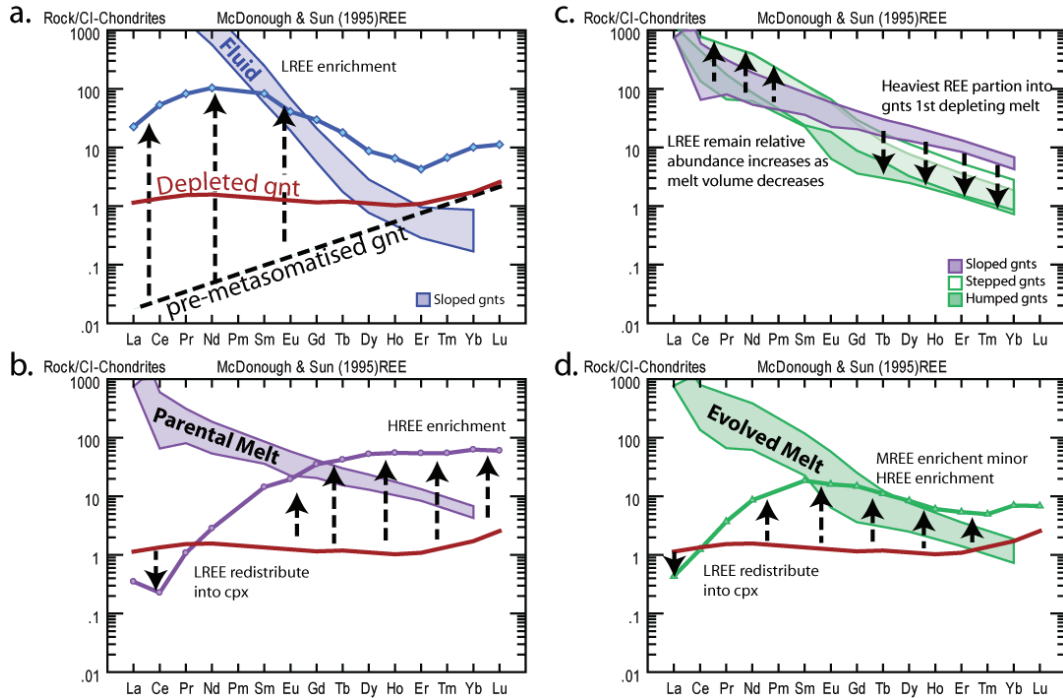 a.
Rock/CI-Chondrites McDonough & Sun (1995)REE
1000
100
10
1
.1
.01
Fluid
LREE enrichment
Depleted gnt
pre-metasomatised gnt
Sloped gnts
La Ce Pr Nd Pm Sm Eu Gd Tb Dy Ho Er Tm Yb Lu
c.
Rock/CI-Chondrites McDonough & Sun (1995)REE
1000
100
10
1
.1
.01
Heaviest REE partion into
gnts 1st depleting melt
LREE remain relative
abundance increases as
melt volume decreases
Sloped gnts
Stepped gnts
Humped gnts
La Ce Pr Nd Pm Sm Eu Gd Tb Dy Ho Er Tm Yb Lu
b.
Rock/CI-Chondrites McDonough & Sun (1995)REE
1000
100
10
1
.1
.01
Parental Melt
HREE enrichment
LREE redistribute
into cpx
La Ce Pr Nd Pm Sm Eu Gd Tb Dy Ho Er Tm Yb Lu
d.
Rock/CI-Chondrites McDonough & Sun (1995)REE
1000
100
10
1
.1
.01
Evolved Melt
MREE enrichent minor
HREE enrichment
LREE redistribute
into cpx
La Ce Pr Nd Pm Sm Eu Gd Tb Dy Ho Er Tm Yb Lu